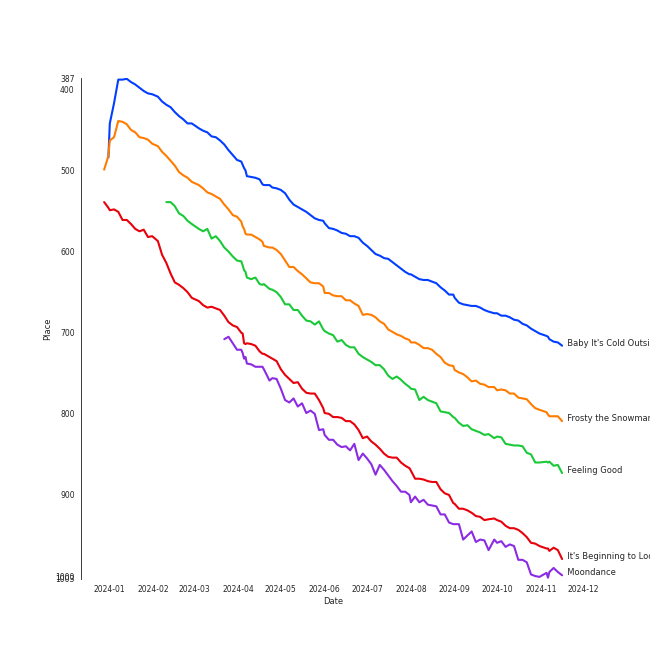 387
400
500
600
700
800
900
1000
1003
Place
2024-01 2024-02 2024-03 2024-04 2024-05 2024-06 2024-07 2024-08 2024-09 2024-10 2024-11 2024-12
Date
Baby It's Cold Outsi
Frosty the Snowman
Feeling Good
It's Beginning to Loo
Moondance